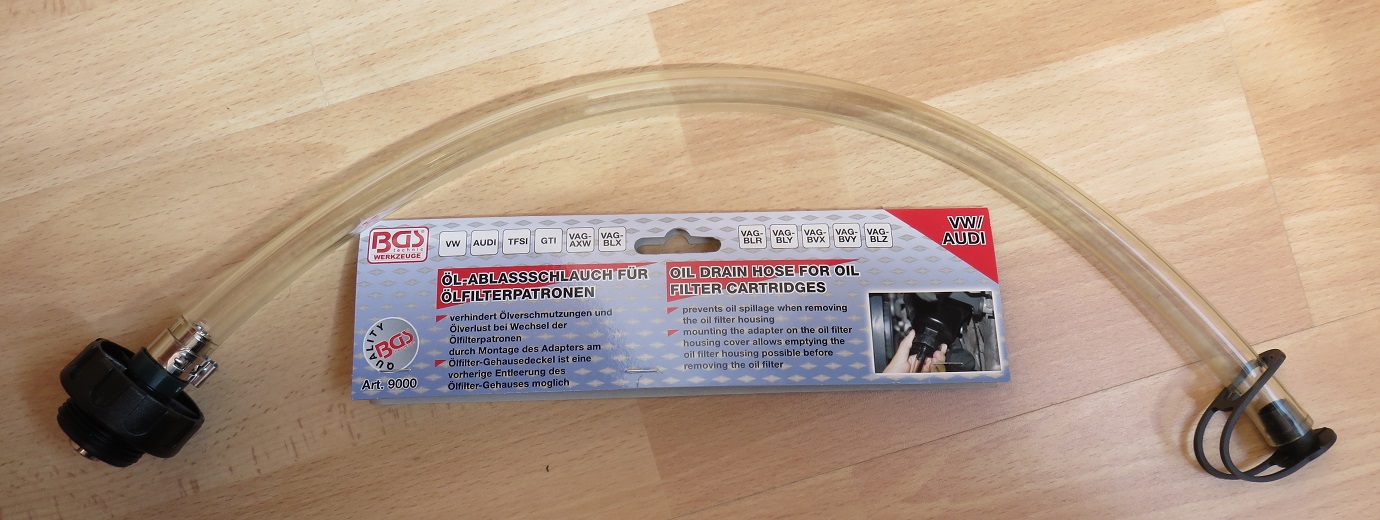 BGS
technic
WERKZEUGE
VW
AUDI
TFSI
GTI
VAG-
AXW
VAG-
BLX
VAG-
BLR
VAG-
BLY
VAG-
BVX
VAG-
BVY
VAG-
BLZ
VW/
AUDI
ÖL-ABLASSSCHLAUCH FÜR
ÖLFILTERPATRONEN
verhindert Ölverschmutzungen und
Ölverlust bei Wechsel der
Ölfilterpatronen
durch Montage des Adapters am
Ölfilter-Gehausedeckel ist eine
vorherige Entleerung des
Ölfilter-Gehauses moglich
OIL DRAIN HOSE FOR OIL
FILTER CARTRIDGES
prevents oil spillage when removing
the oil filter housing
mounting the adapter on the oil filter
housing cover allows emptying the
oil filter housing possible before
removing the oil filter
QUALITY
BGS
Art. 9000